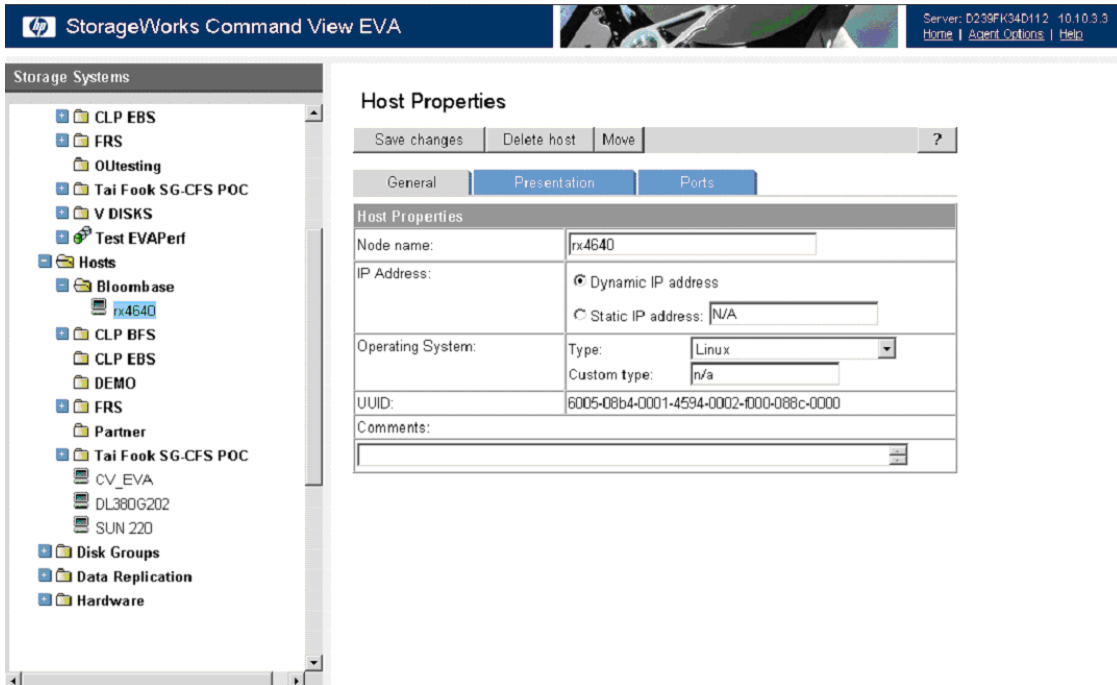 hp StorageWorks Command View EVA
Server: D239FK34D112 10.10.3.3
Home | Agent Options | Help
Storage Systems
CLP EBS
FRS
OUtesting
Tai Fook SG-CFS POC
V DISKS
Test EVAPerf
Hosts
Bloombase
rx4640
CLP BFS
CLP EBS
DEMO
FRS
Partner
Tai Fook SG-CFS POC
CV_EVA
DL380G202
SUN 220
Disk Groups
Data Replication
Hardware
Host Properties
Save changes Delete host Move ?
General Presentation Ports
Host Properties
Node name: rx4640
IP Address: Dynamic IP address
Static IP address: N/A
Operating System: Type: Linux
Custom type: n/a
UUID: 6005-08b4-0001-4594-0002-f000-088c-0000
Comments: